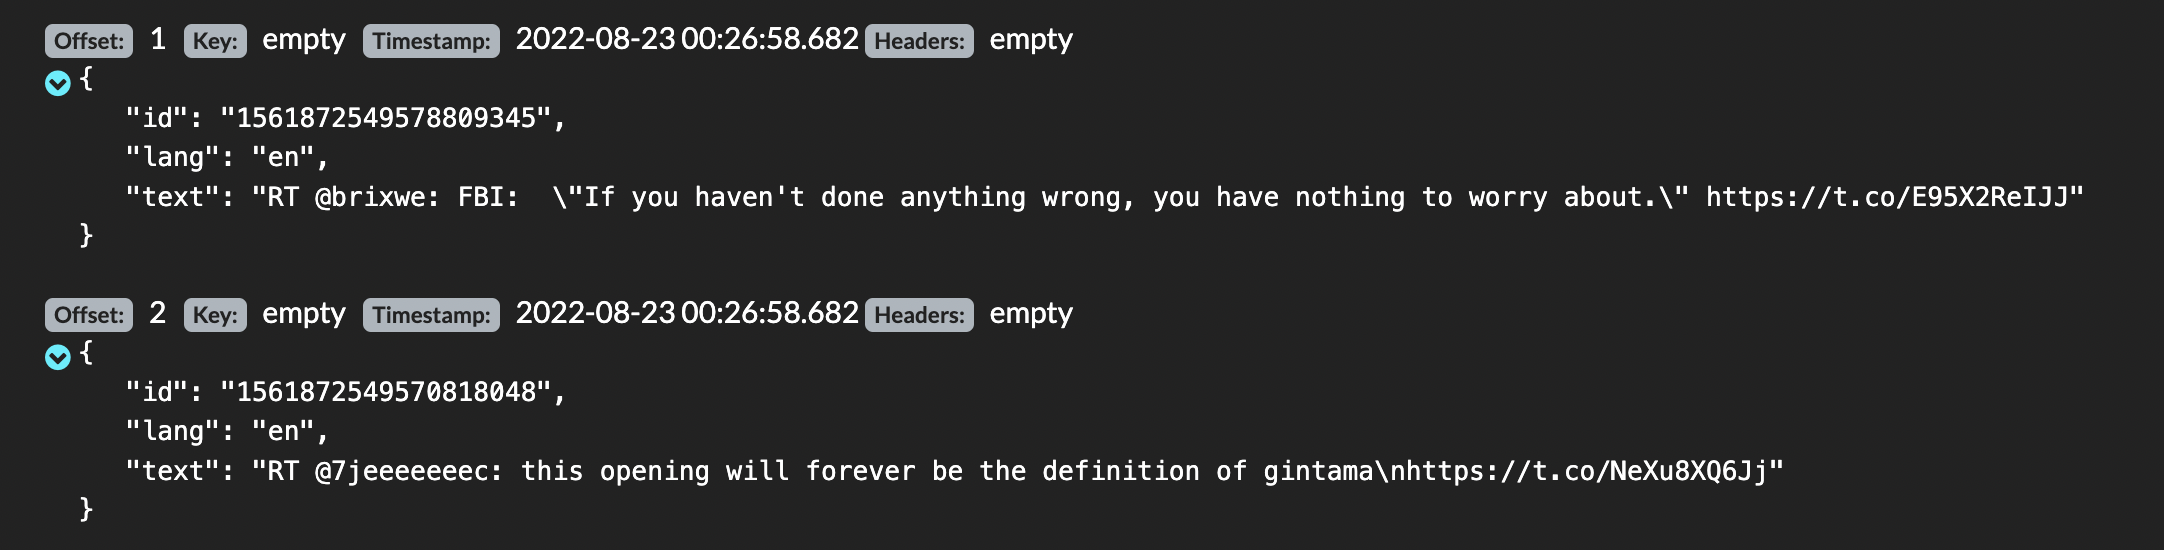 Offset: 1 Key: empty Timestamp: 2022-08-23 00:26:58.682 Headers: empty
{
"id": "1561872549578809345",
"lang": "en",
"text": "RT @brixwe: FBI:  \"If you haven't done anything wrong, you have nothing to worry about.\" https://t.co/E95X2ReIJJ"
}
Offset: 2 Key: empty Timestamp: 2022-08-23 00:26:58.682 Headers: empty
{
"id": "1561872549570818048",
"lang": "en",
"text": "RT @7jeeeeeeec: this opening will forever be the definition of gintama\nhttps://t.co/NeXu8XQ6Jj"
}